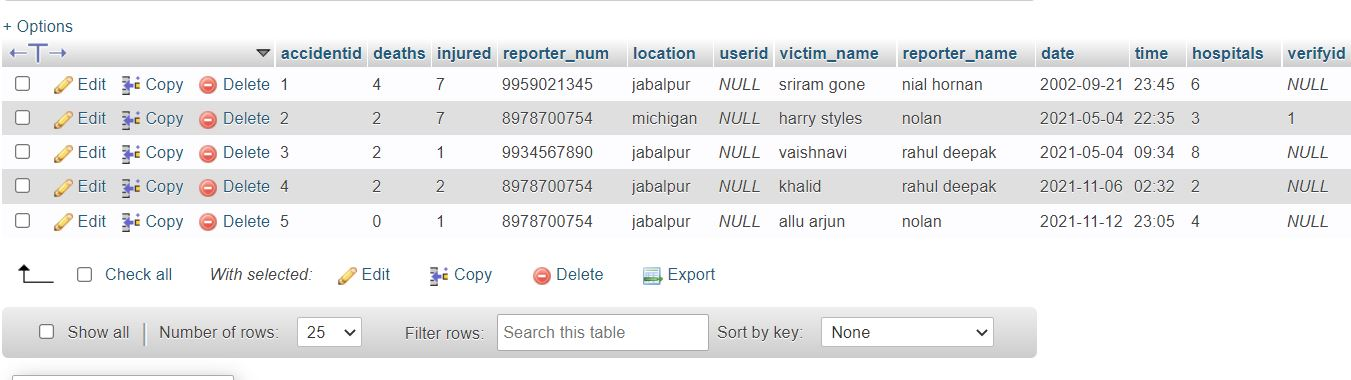 + Options
accidentid deaths injured reporter_num location userid victim_name reporter_name date time hospitals verifyid
Edit Copy Delete 1 4 7 9959021345 jabalpur NULL sriram gone nial hornan 2002-09-21 23:45 6 NULL
Edit Copy Delete 2 2 7 8978700754 michigan NULL harry styles nolan 2021-05-04 22:35 3 1
Edit Copy Delete 3 2 1 9934567890 jabalpur NULL vaishnavi rahul deepak 2021-05-04 09:34 8 NULL
Edit Copy Delete 4 2 2 8978700754 jabalpur NULL khalid rahul deepak 2021-11-06 02:32 2 NULL
Edit Copy Delete 5 0 1 8978700754 jabalpur NULL allu arjun nolan 2021-11-12 23:05 4 NULL
Check all With selected: Edit Copy Delete Export
Show all Number of rows: 25 Filter rows: Search this table Sort by key: None